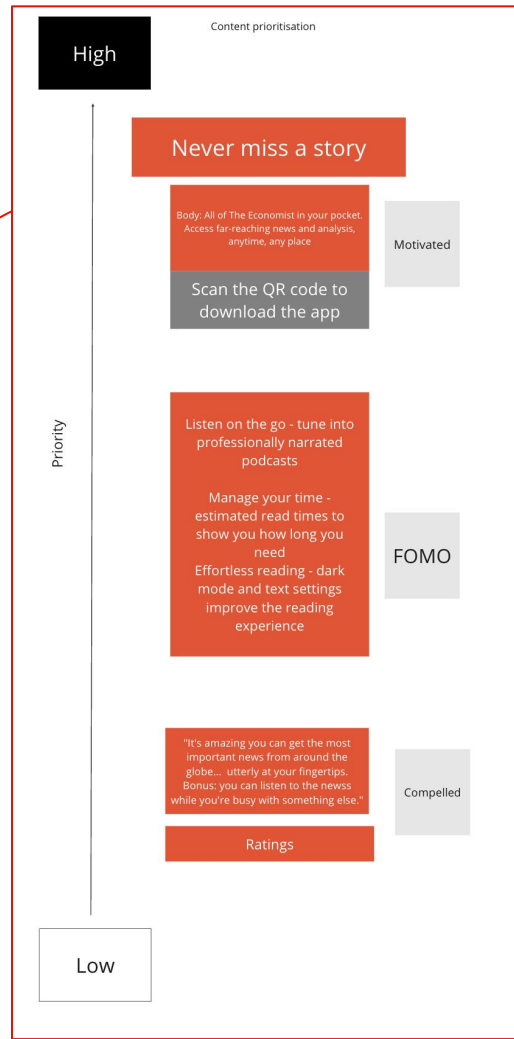 Content prioritisation
High
Never miss a story
Body: All of The Economist in your pocket.
Access far-reaching news and analysis,
anytime, any place
Motivated
Scan the QR code to
download the app
Priority
Listen on the go - tune into
professionally narrated
podcasts
Manage your time -
estimated read times to
show you how long you
need
Effortless reading - dark
mode and text settings
improve the reading
experience
FOMO
"It's amazing you can get the most
important news from around the
globe... utterly at your fingertips.
Bonus: you can listen to the newss
while you're busy with something else."
Compelled
Ratings
Low